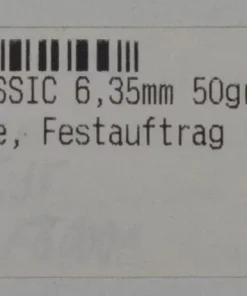 SSIC 6,35mm 50g
e, Festauftrag